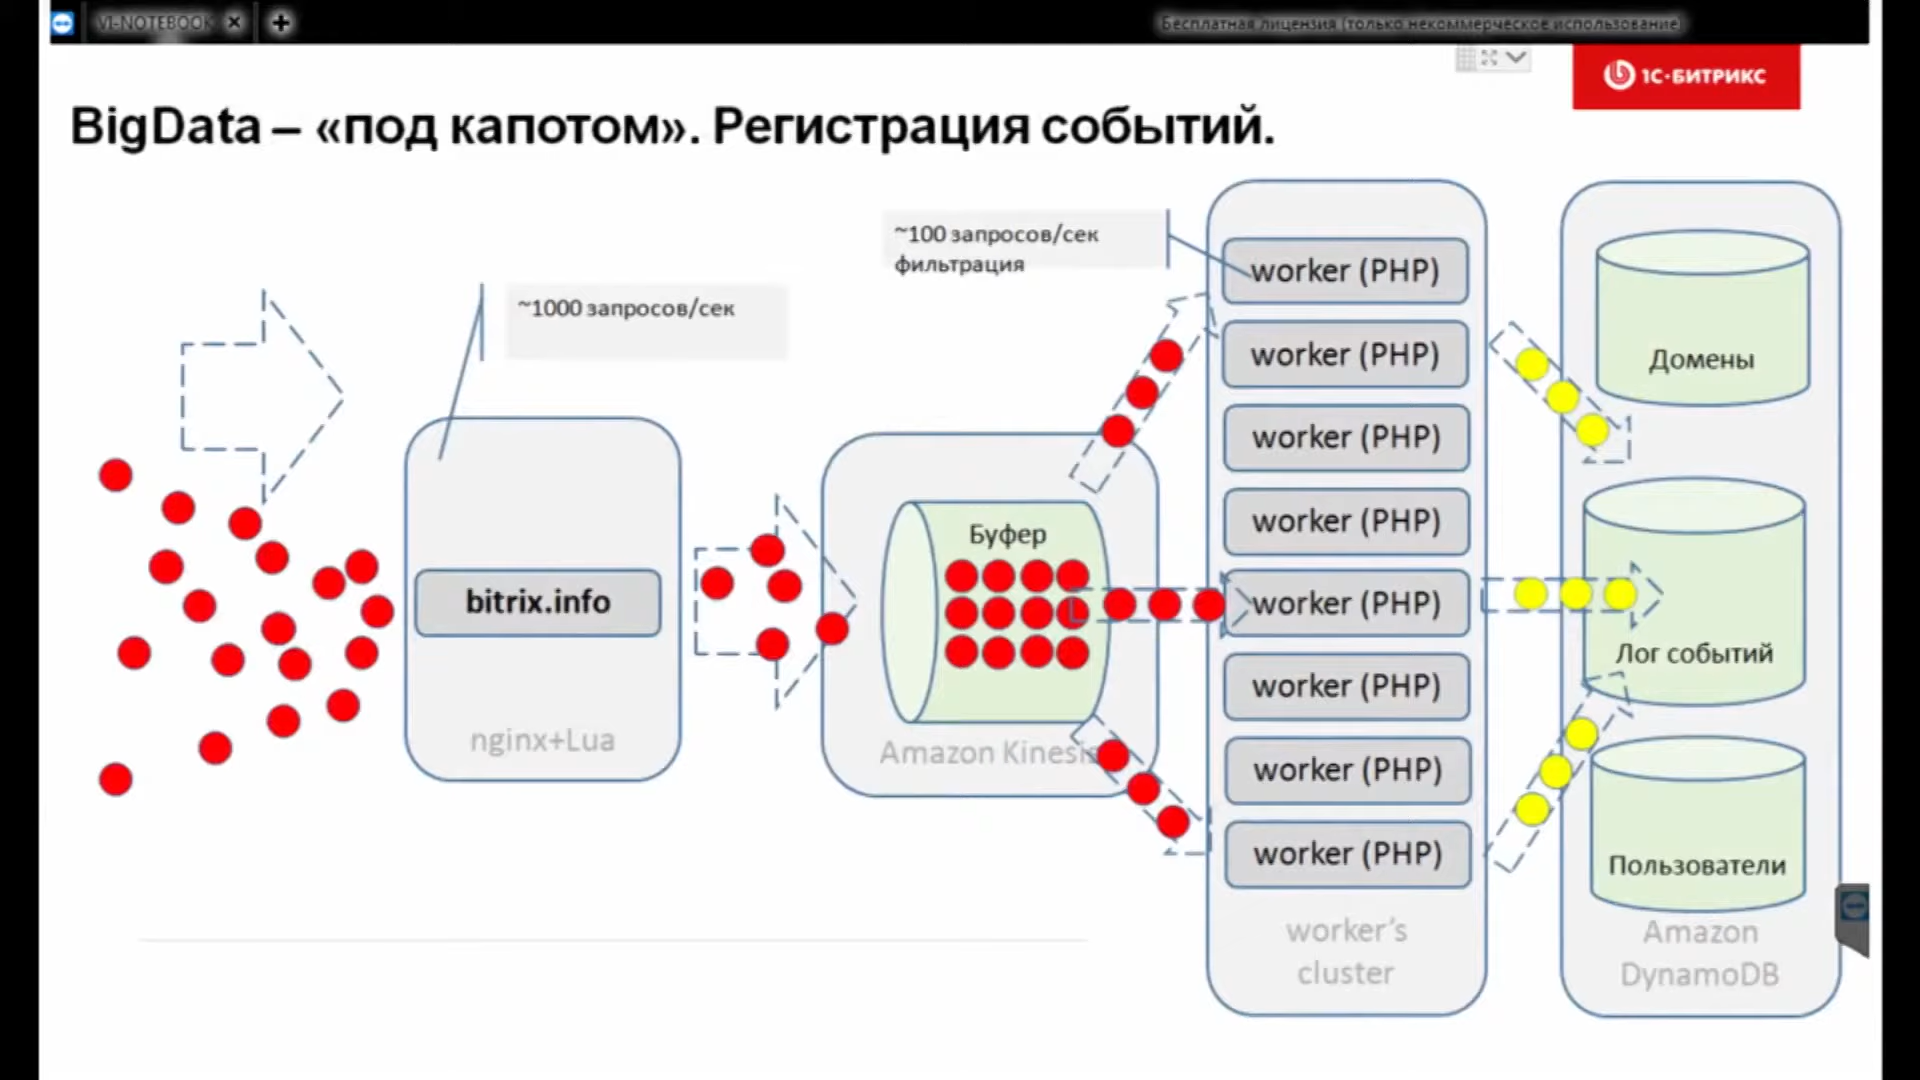 VI-NOTEBOOK
Бесплатная лицензия (только некоммерческое использование)
1С·БИТРИКС
BigData – «под капотом». Регистрация событий.
~1000 запросов/сек
~100 запросов/сек
фильтрация
bitrix.info
nginx+Lua
Буфер
Amazon Kinesis
worker (PHP)
worker (PHP)
worker (PHP)
worker (PHP)
worker (PHP)
worker (PHP)
worker (PHP)
worker (PHP)
worker’s
cluster
Домены
Лог событий
Пользователи
Amazon
DynamoDB